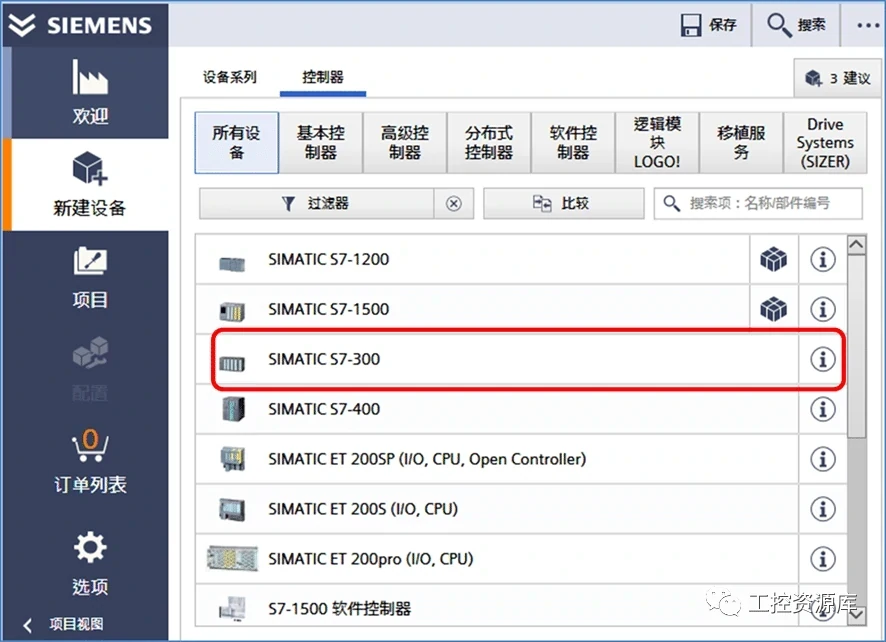 SIEMENS
保存
搜索
欢迎
新建设备
项目
配置
0
订单列表
选项
项目视图
设备系列
控制器
3 建议
所有设
备
基本控
制器
高级控
制器
分布式
控制器
软件控
制器
逻辑模
块
LOGO!
移植服
务
Drive
Systems
(SIZER)
过滤器
比较
搜索项：名称/部件编号
SIMATIC S7-1200
SIMATIC S7-1500
SIMATIC S7-300
SIMATIC S7-400
SIMATIC ET 200SP (I/O, CPU, Open Controller)
SIMATIC ET 200S (I/O, CPU)
SIMATIC ET 200pro (I/O, CPU)
S7-1500 软件控制器
工控资源库